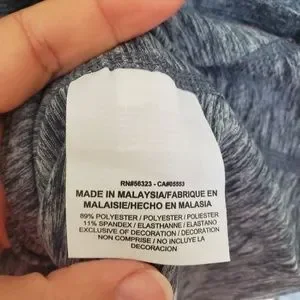 RN#56323 - CA#05553
MADE IN MALAYSIA/FABRIQUE EN
MALAISIE/HECHO EN MALASIA
89% POLYESTER / POLYESTER / POLIESTER
11% SPANDEX / ELASTHANNE / ELASTANO
EXCLUSIVE OF DECORATION / DECORATION
NON COMPRISE / NO INCLUYE LA
DECORACION